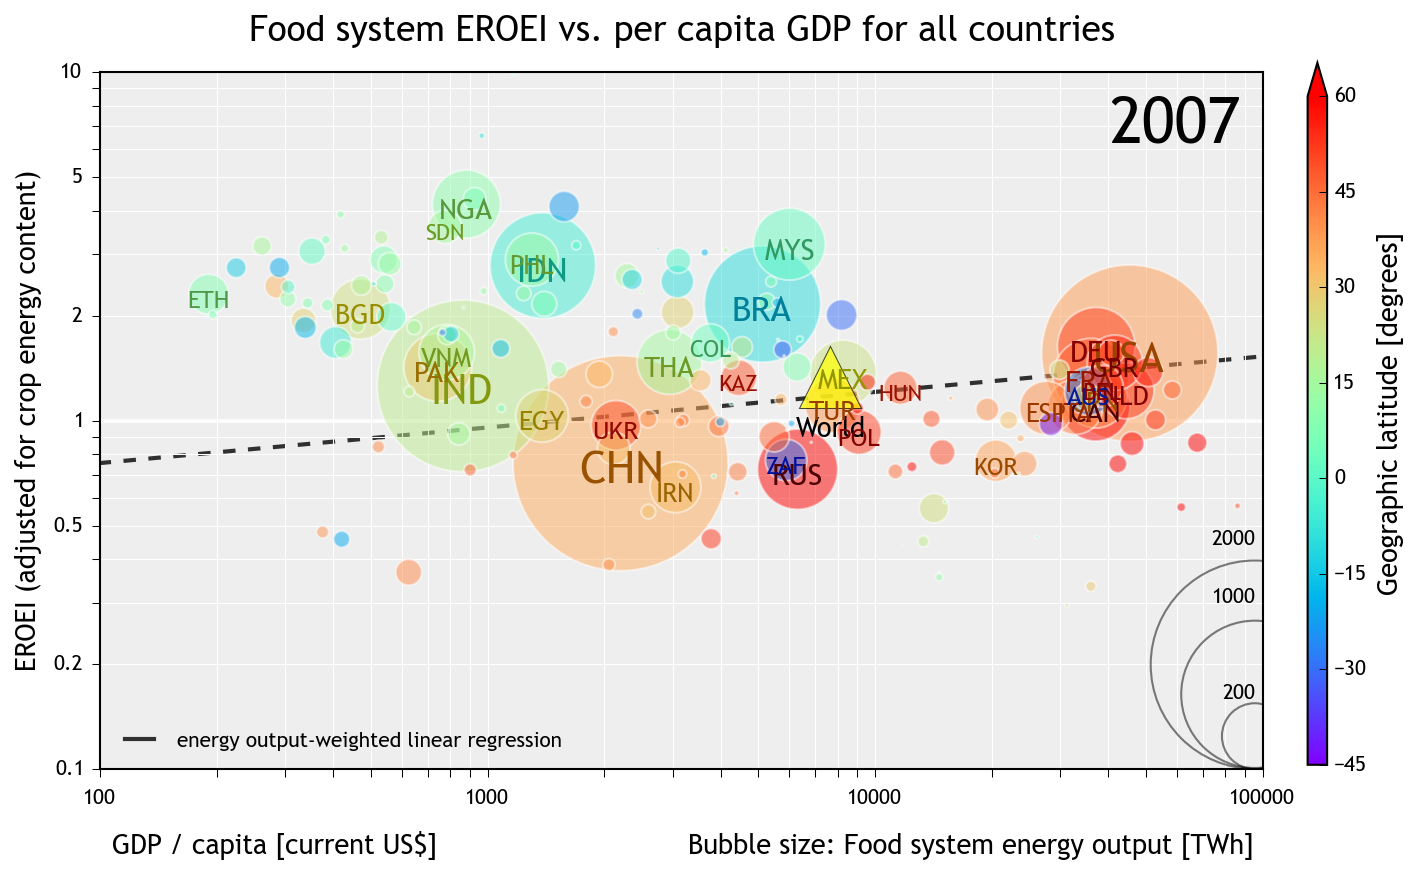 Food system EROEI vs. per capita GDP for all countries
2007
EROEI (adjusted for crop energy content)
10
5
2
1
0.5
0.2
0.1
NGA
SDN
PHL
IDN
MYS
ETH
BGD
BRA
VNM
PAK
IND
THA
COL
KAZ
MEX
HUN
DEU
USA
GBR
FRA
AUS
NLD
CAN
ESP
ITA
TUR
World
POL
EGY
UKR
CHN
IRN
ZAF
RUS
KOR
2000
1000
200
energy output-weighted linear regression
100
1000
10000
100000
GDP / capita [current US$]
Bubble size: Food system energy output [TWh]
60
45
30
15
0
−15
−30
−45
Geographic latitude [degrees]